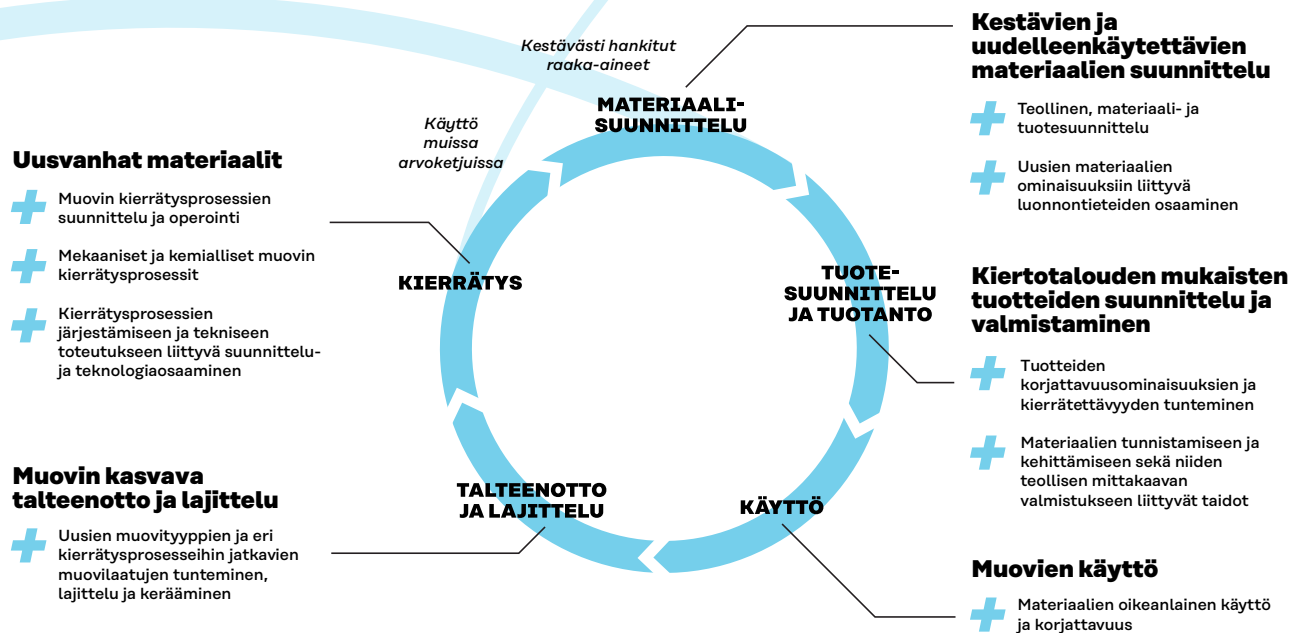 Kestävästi hankitut
raaka-aineet
Käyttö
muissa
arvoketjuissa
MATERIAALI-
SUUNNITTELU
Kestävien ja
uudelleenkäytettävien
materiaalien suunnittelu
Teollinen, materiaali- ja
tuotesuunnittelu
Uusien materiaalien
ominaisuuksiin liittyvä
luonnontieteiden osaaminen
TUOTE-
SUUNNITTELU
JA TUOTANTO
Kiertotalouden mukaisten
tuotteiden suunnittelu ja
valmistaminen
Tuotteiden
korjattavuusominaisuuksien ja
kierrätettävyyden tunteminen
Materiaalien tunnistamiseen ja
kehittämiseen sekä niiden
teollisen mittakaavan
valmistukseen liittyvät taidot
KÄYTTÖ
Muovien käyttö
Materiaalien oikeanlainen käyttö
ja korjattavuus
TALTEENOTTO
JA LAJITTELU
Muovin kasvava
talteenotto ja lajittelu
Uusien muovityyppien ja eri
kierrätysprosesseihin jatkavien
muovilaatujen tunteminen,
lajittelu ja kerääminen
KIERRÄTYS
Uusvanhat materiaalit
Muovin kierrätysprosessien
suunnittelu ja operointi
Mekaaniset ja kemialliset muovin
kierrätysprosessit
Kierrätysprosessien
järjestämiseen ja tekniseen
toteutukseen liittyvä suunnittelu-
ja teknologiaosaaminen